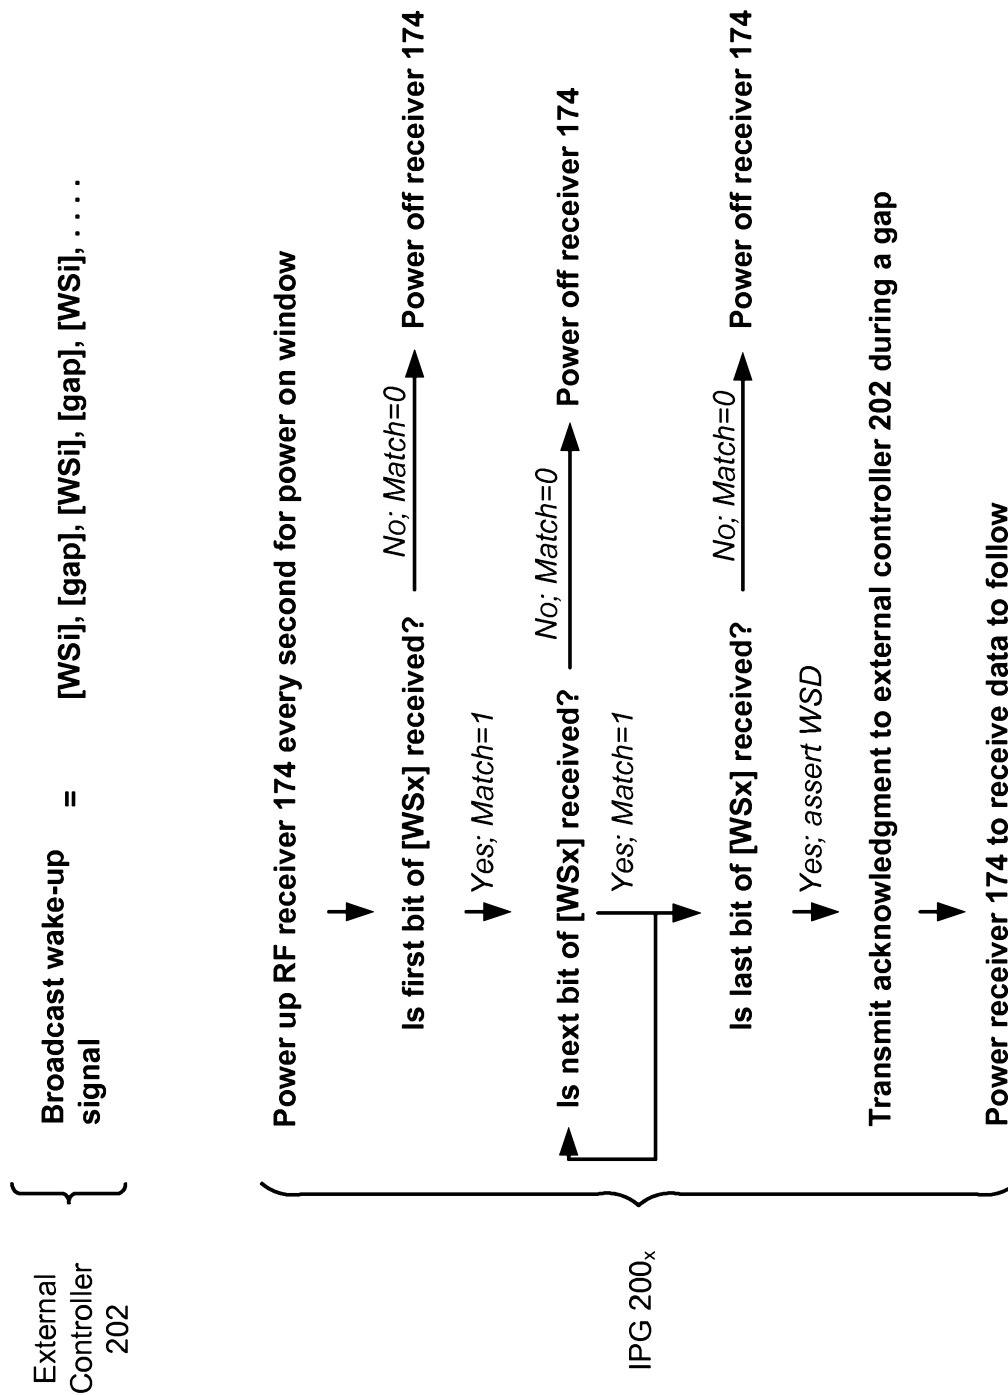 External
Controller
202
Broadcast wake-up
signal
=
[WSi], [gap], [WSi], [gap], [WSi], . . . .
IPG 200x
Power up RF receiver 174 every second for power on window
Is first bit of [WSx] received?
No; Match=0
Power off receiver 174
Yes; Match=1
Is next bit of [WSx] received?
No; Match=0
Power off receiver 174
Yes; Match=1
Is last bit of [WSx] received?
No; Match=0
Power off receiver 174
Yes; assert WSD
Transmit acknowledgment to external controller 202 during a gap
Power receiver 174 to receive data to follow